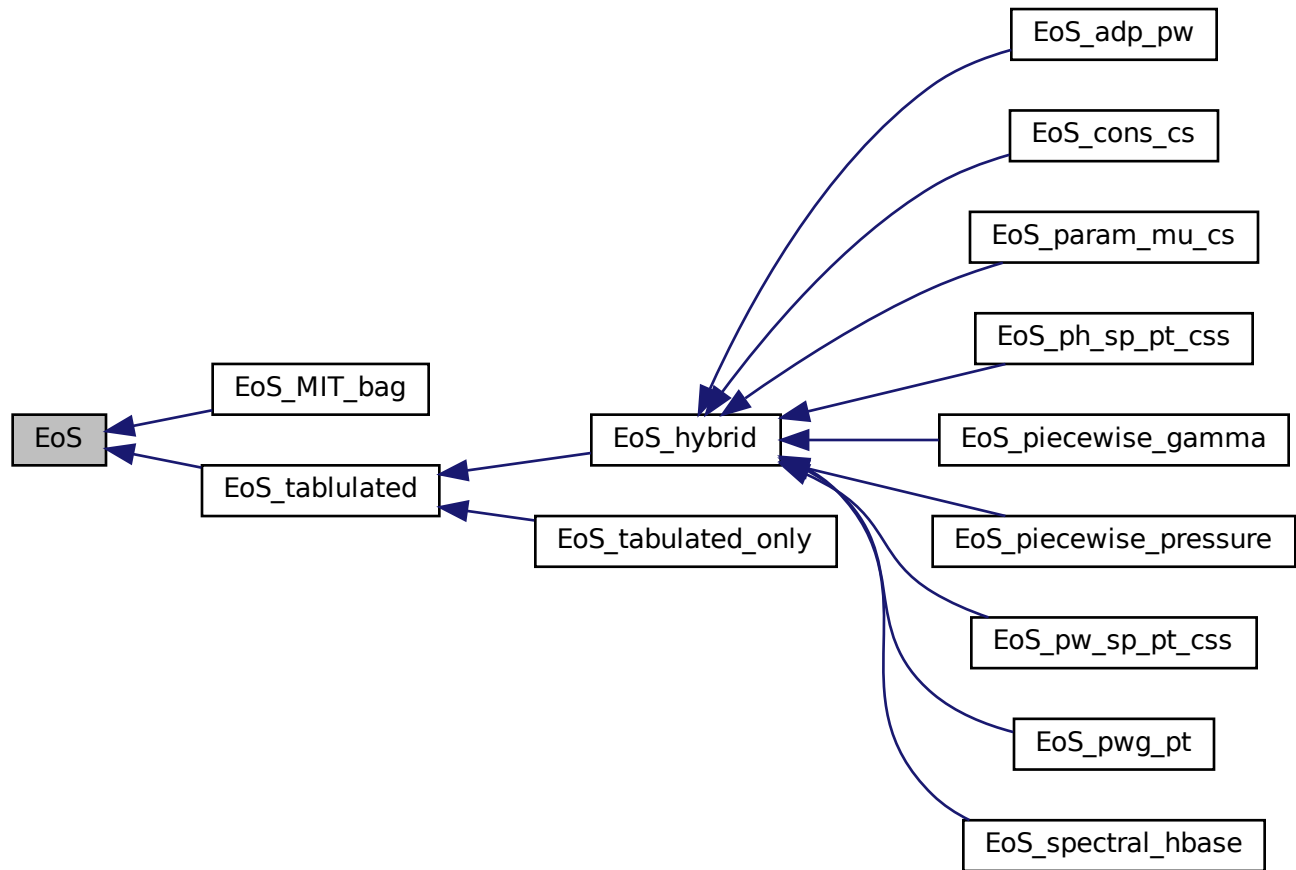 EoS_adp_pw
EoS_cons_cs
EoS_param_mu_cs
EoS_ph_sp_pt_css
EoS_MIT_bag
EoS
EoS_hybrid
EoS_piecewise_gamma
EoS_tablulated
EoS_tabulated_only
EoS_piecewise_pressure
EoS_pw_sp_pt_css
EoS_pwg_pt
EoS_spectral_hbase